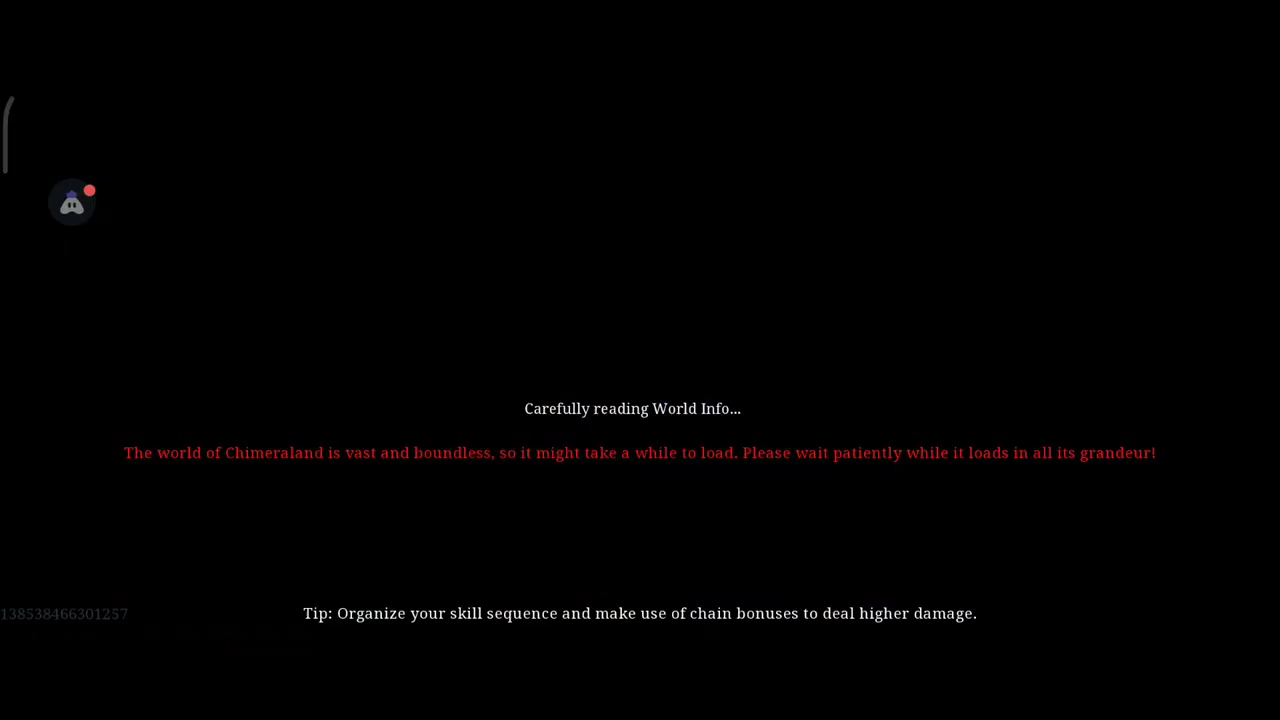 Carefully reading World Info...
The world of Chimeraland is vast and boundless, so it might take a while to load. Please wait patiently while it loads in all its grandeur!
138538466301257
Tip: Organize your skill sequence and make use of chain bonuses to deal higher damage.